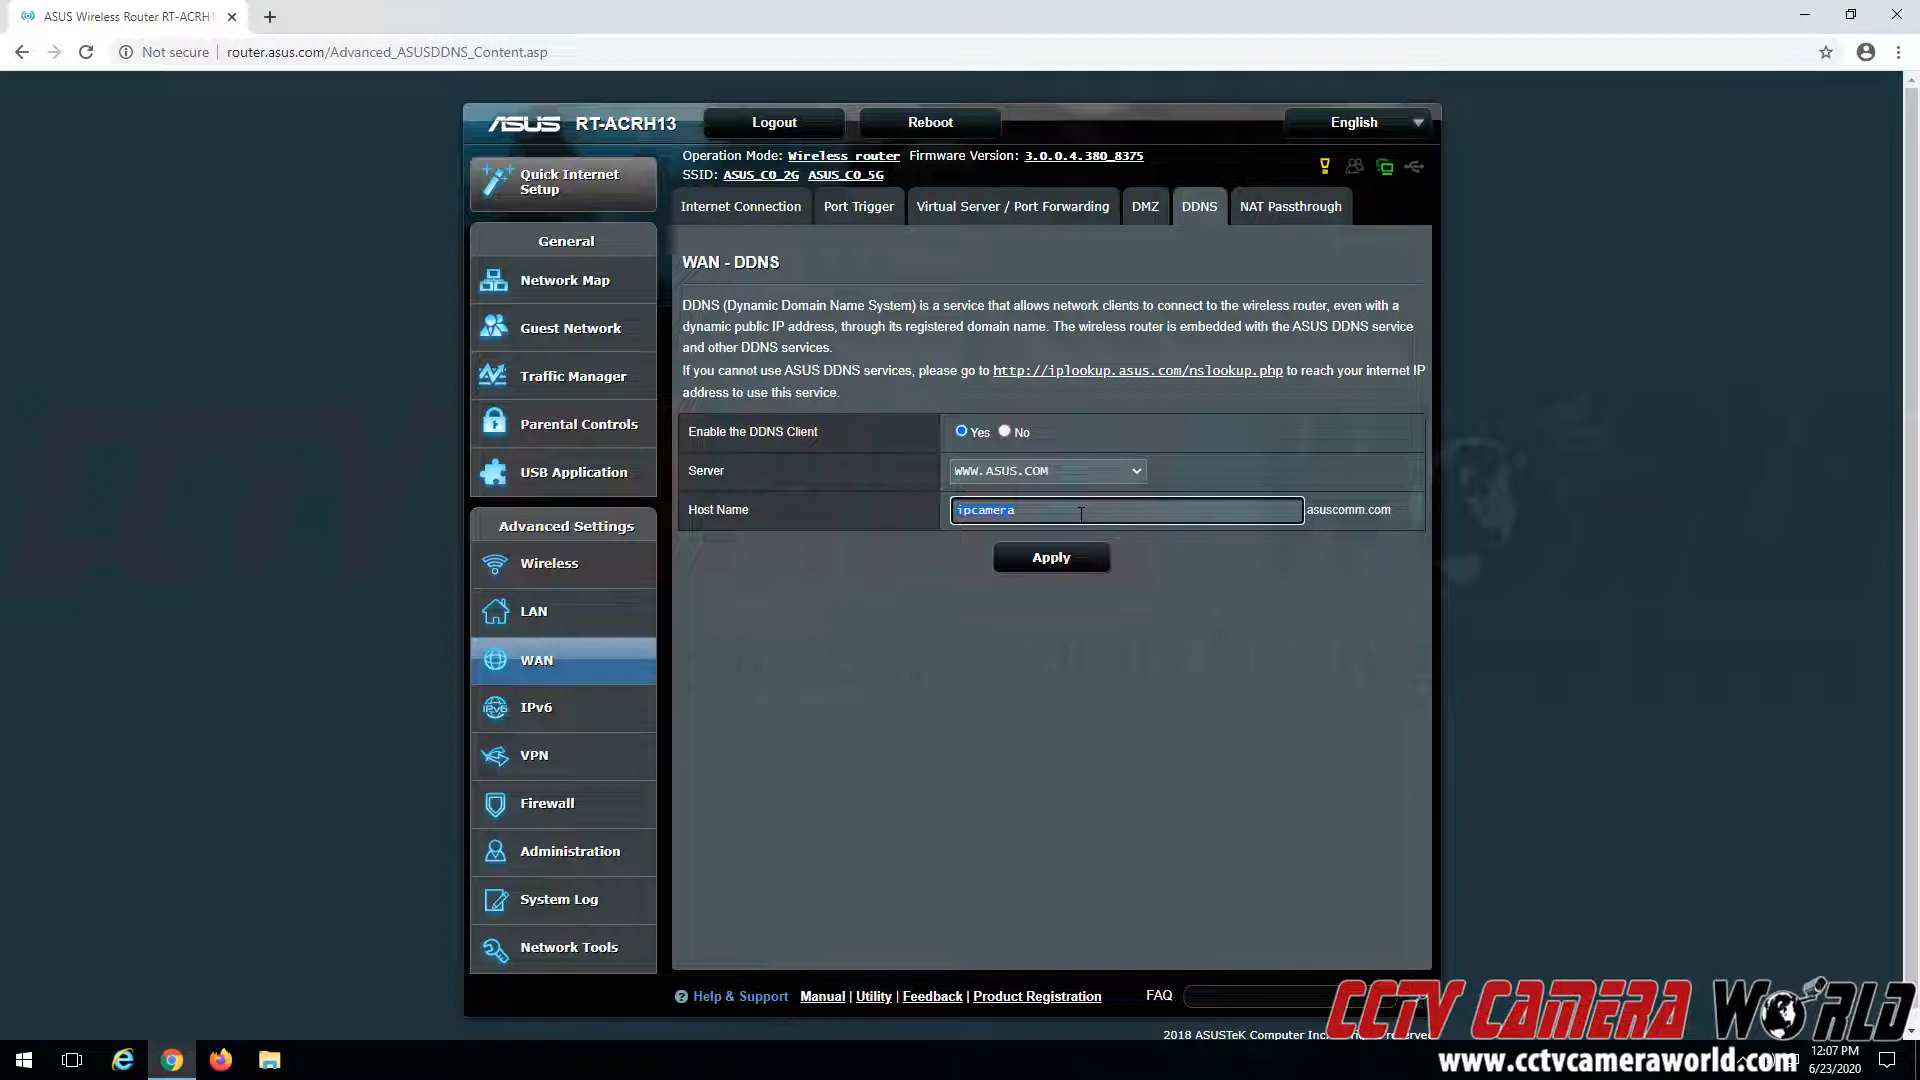 ASUS Wireless Router RT-ACRH1
Not secure | router.asus.com/Advanced_ASUSDDNS_Content.asp
ASUS RT-ACRH13 Logout Reboot English
Operation Mode: Wireless router Firmware Version: 3.0.0.4.380_8375
SSID: ASUS_C0_2G ASUS_C0_5G
Quick Internet
Setup
Internet Connection Port Trigger Virtual Server / Port Forwarding DMZ DDNS NAT Passthrough
General
Network Map
Guest Network
Traffic Manager
Parental Controls
USB Application
Advanced Settings
Wireless
LAN
WAN
IPv6
VPN
Firewall
Administration
System Log
Network Tools
WAN - DDNS
DDNS (Dynamic Domain Name System) is a service that allows network clients to connect to the wireless router, even with a
dynamic public IP address, through its registered domain name. The wireless router is embedded with the ASUS DDNS service
and other DDNS services.
If you cannot use ASUS DDNS services, please go to http://iplookup.asus.com/nslookup.php to reach your internet IP
address to use this service.
Enable the DDNS Client Yes No
Server WWW.ASUS.COM
Host Name ipcamera .asuscomm.com
Apply
Help & Support Manual | Utility | Feedback | Product Registration FAQ
2018 ASUSTeK Computer Inc.
CCTV CAMERA WORLD
www.cctvcameraworld.com
12:07 PM
6/23/2020